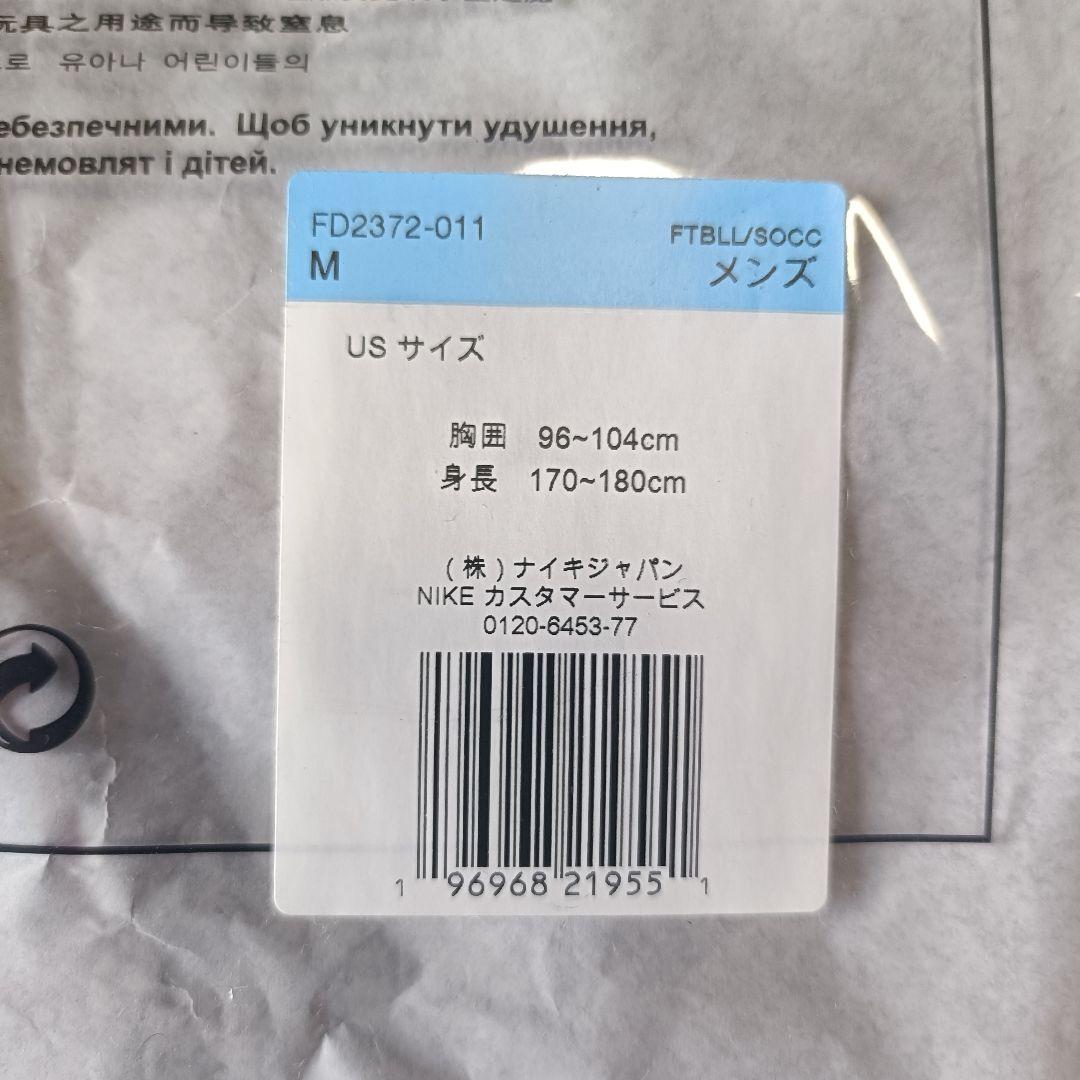 玩具之用途而导致窒息
로 유아나 어린이들의
ебезпечними. Щоб уникнути удушення,
немовлят і дітей.
FD2372-011
FTBLL/SOCC
M
メンズ
US サイズ
胸囲 96~104cm
身長 170~180cm
(株)ナイキジャパン
NIKE カスタマーサービス
0120-6453-77
1 96968 21955 1